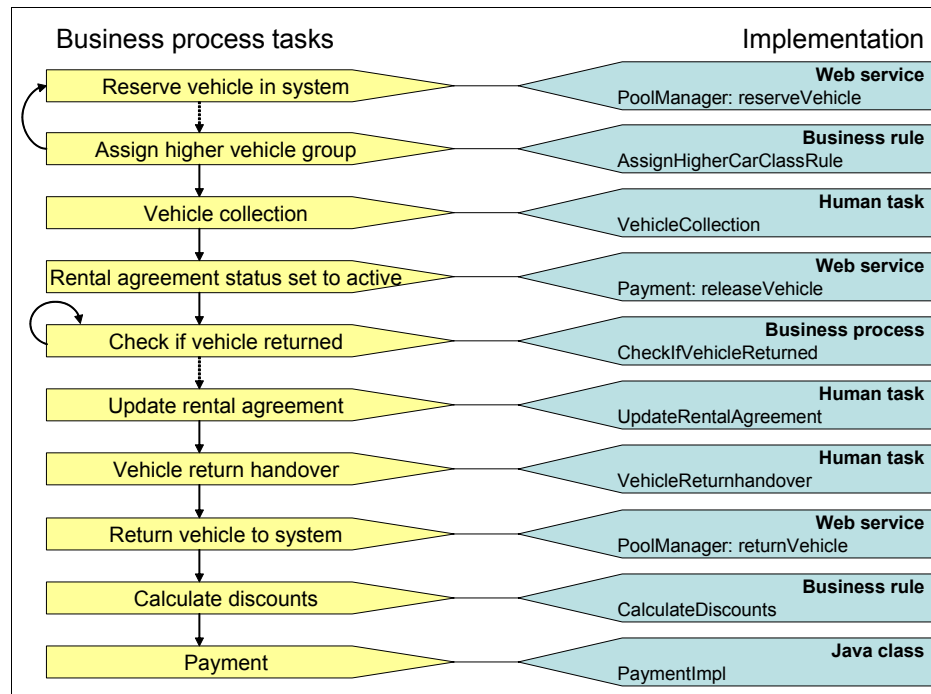 Business process tasks
Implementation
Reserve vehicle in system
Web service
PoolManager: reserveVehicle
Assign higher vehicle group
Business rule
AssignHigherCarClassRule
Vehicle collection
Human task
VehicleCollection
Rental agreement status set to active
Web service
Payment: releaseVehicle
Check if vehicle returned
Business process
CheckIfVehicleReturned
Update rental agreement
Human task
UpdateRentalAgreement
Vehicle return handover
Human task
VehicleReturnhandover
Return vehicle to system
Web service
PoolManager: returnVehicle
Calculate discounts
Business rule
CalculateDiscounts
Payment
Java class
PaymentImpl